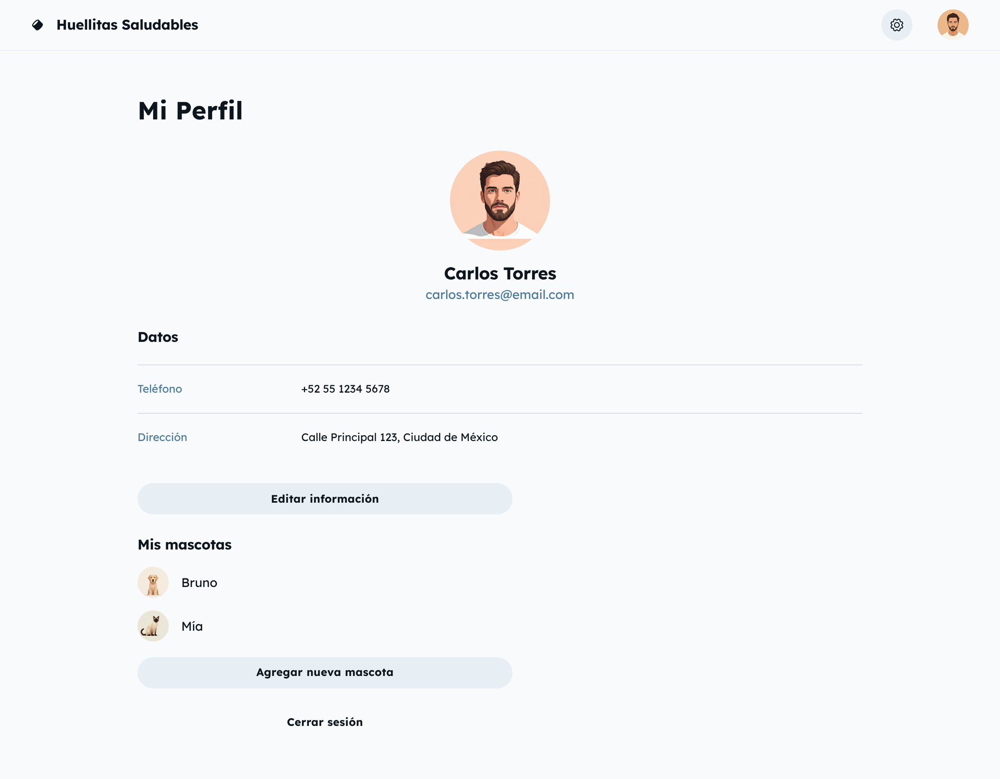 Huellitas Saludables
Mi Perfil
Carlos Torres
carlos.torres@email.com
Datos
Teléfono +52 55 1234 5678
Dirección Calle Principal 123, Ciudad de México
Editar información
Mis mascotas
Bruno
Mía
Agregar nueva mascota
Cerrar sesión